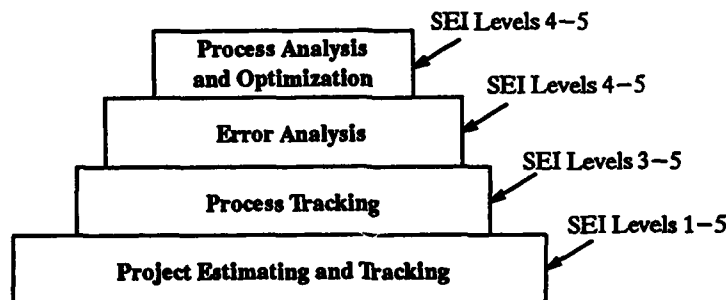 SEI Levels 4–5
Process Analysis
and Optimization
SEI Levels 4–5
Error Analysis
SEI Levels 3–5
Process Tracking
SEI Levels 1–5
Project Estimating and Tracking